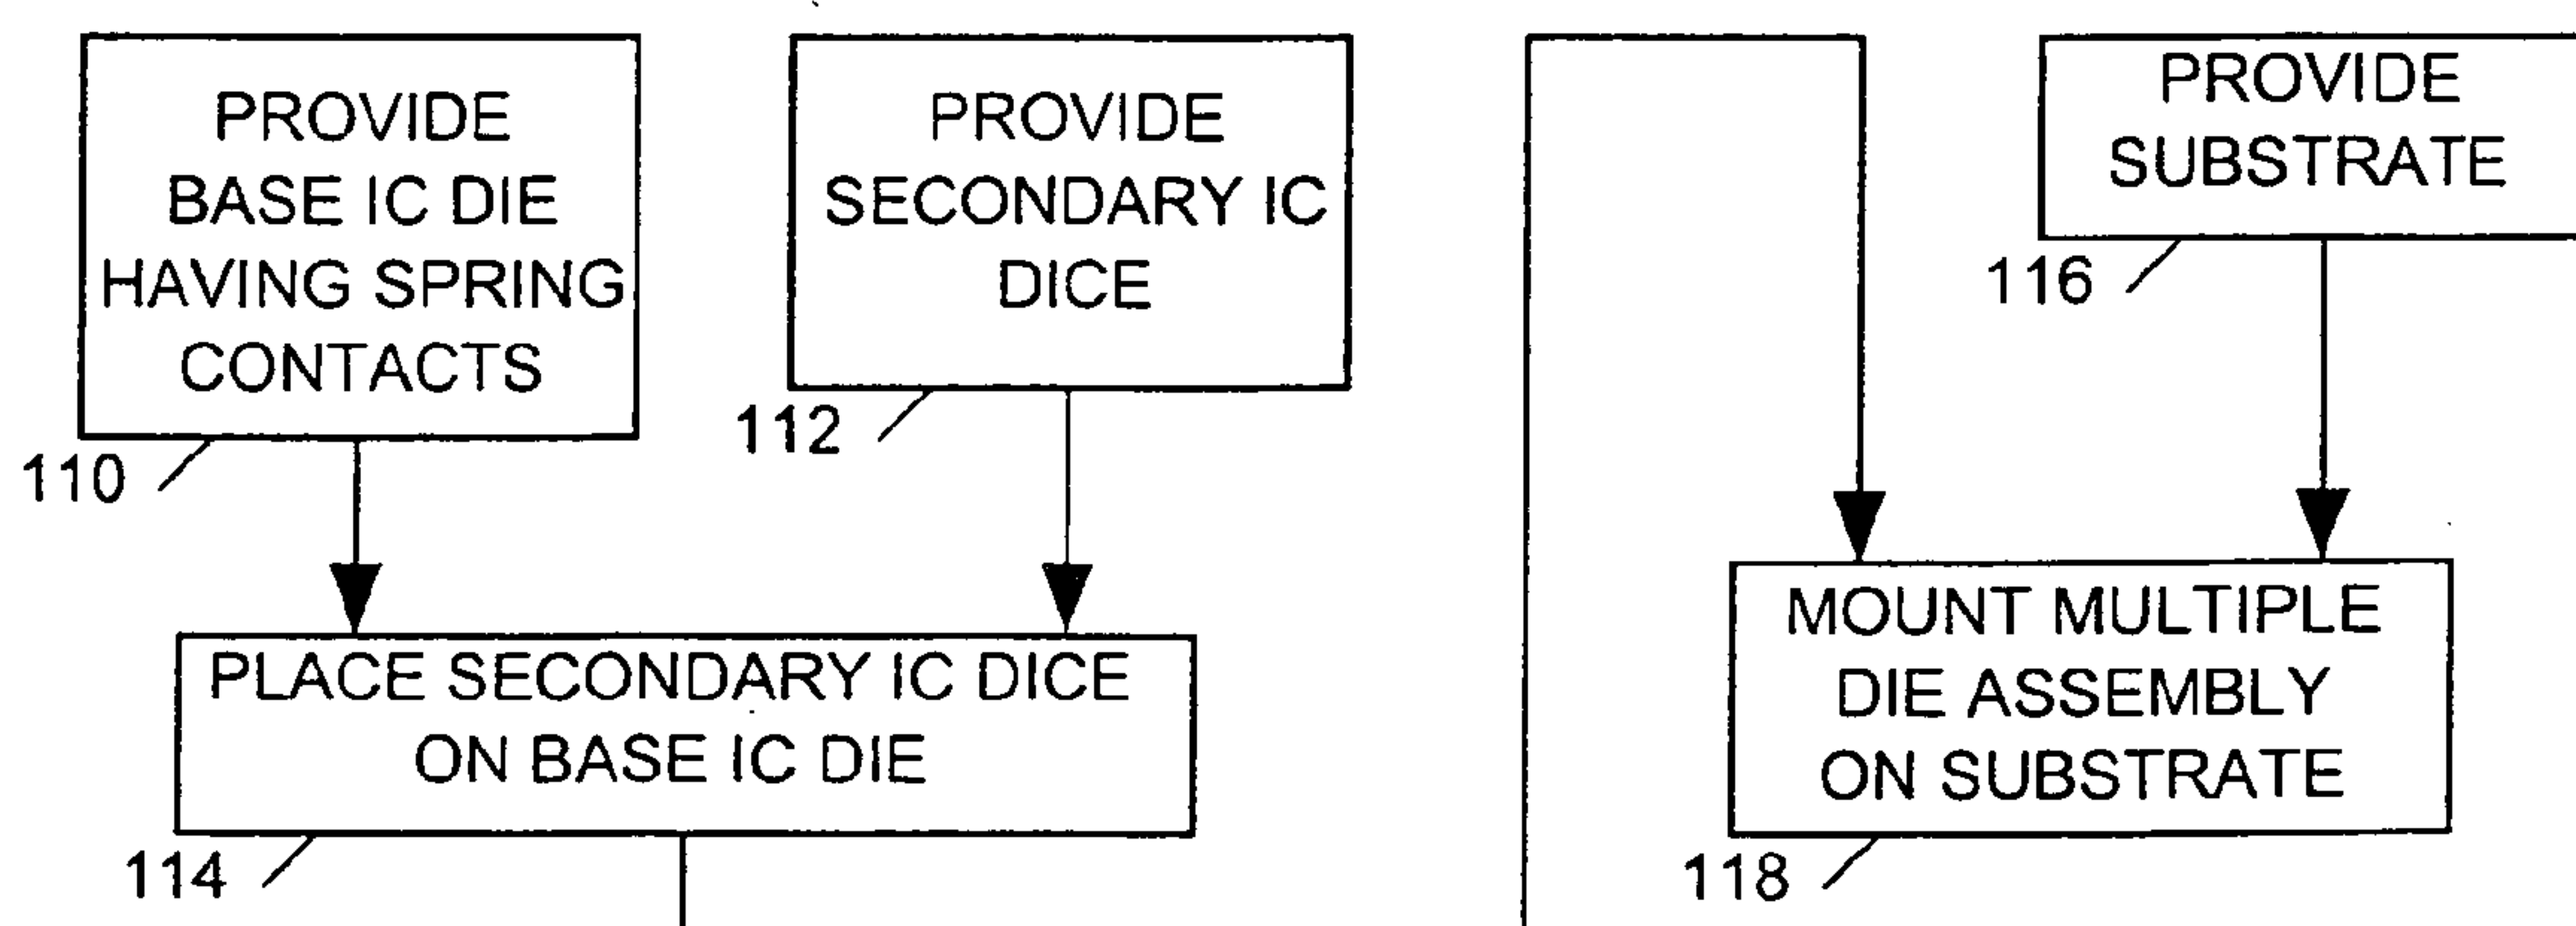 PROVIDE
BASE IC DIE
HAVING SPRING
CONTACTS
110
PROVIDE
SECONDARY IC
DICE
112
PLACE SECONDARY IC DICE
ON BASE IC DIE
114
PROVIDE
SUBSTRATE
116
MOUNT MULTIPLE
DIE ASSEMBLY
ON SUBSTRATE
118